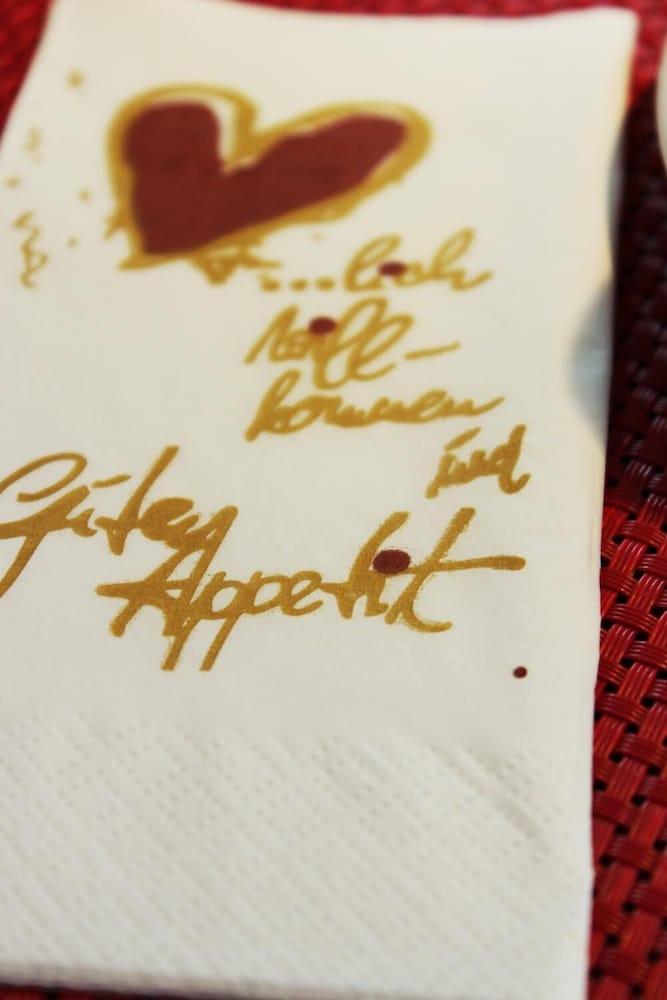 ...lich
will-
kommen
und
Guten
Appetit